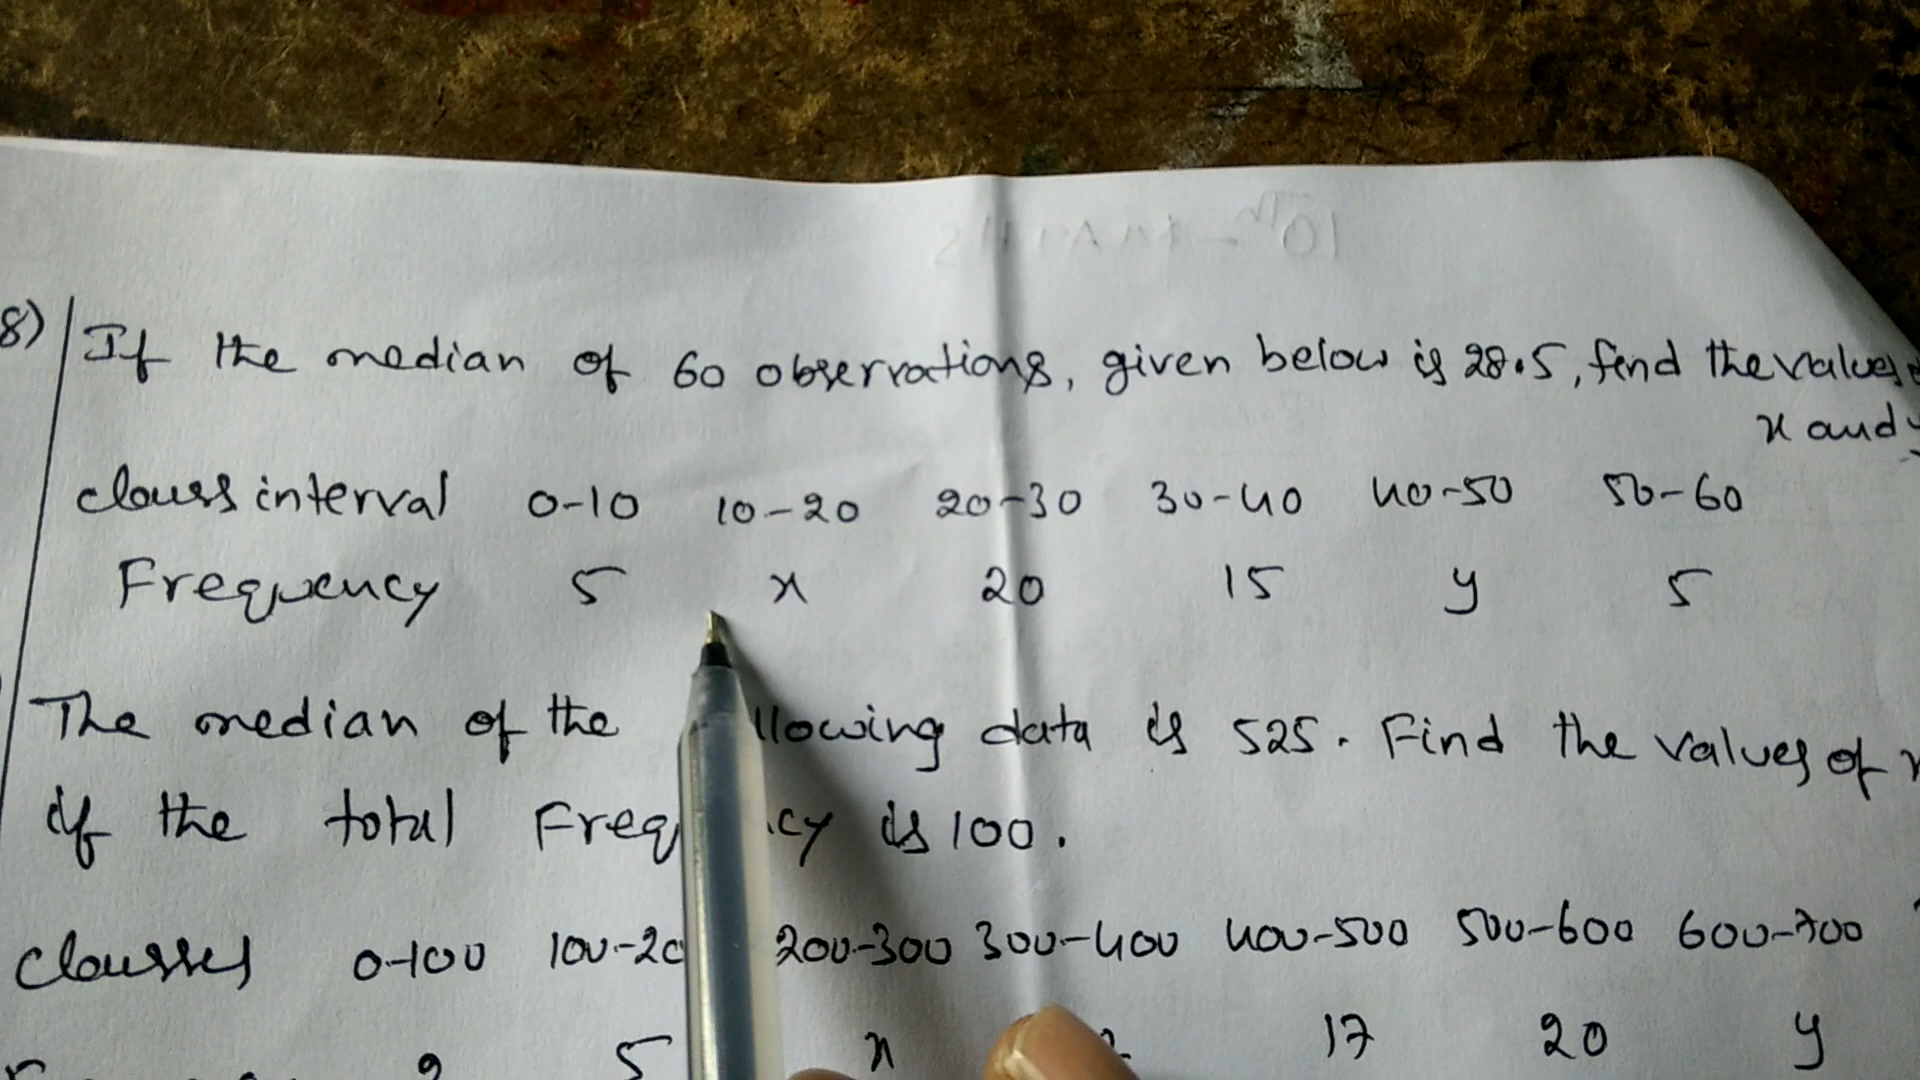 8) If the median of 60 observations, given below is 28.5, find the values
x and y
class interval 0-10 10-20 20-30 30-40 40-50 50-60
Frequency 5 x 20 15 y 5
The median of the llowing data is 525. Find the values of x
if the total Freq cy is 100.
classes 0-100 100-20 200-300 300-400 400-500 500-600 600-700
5 x 17 20 y